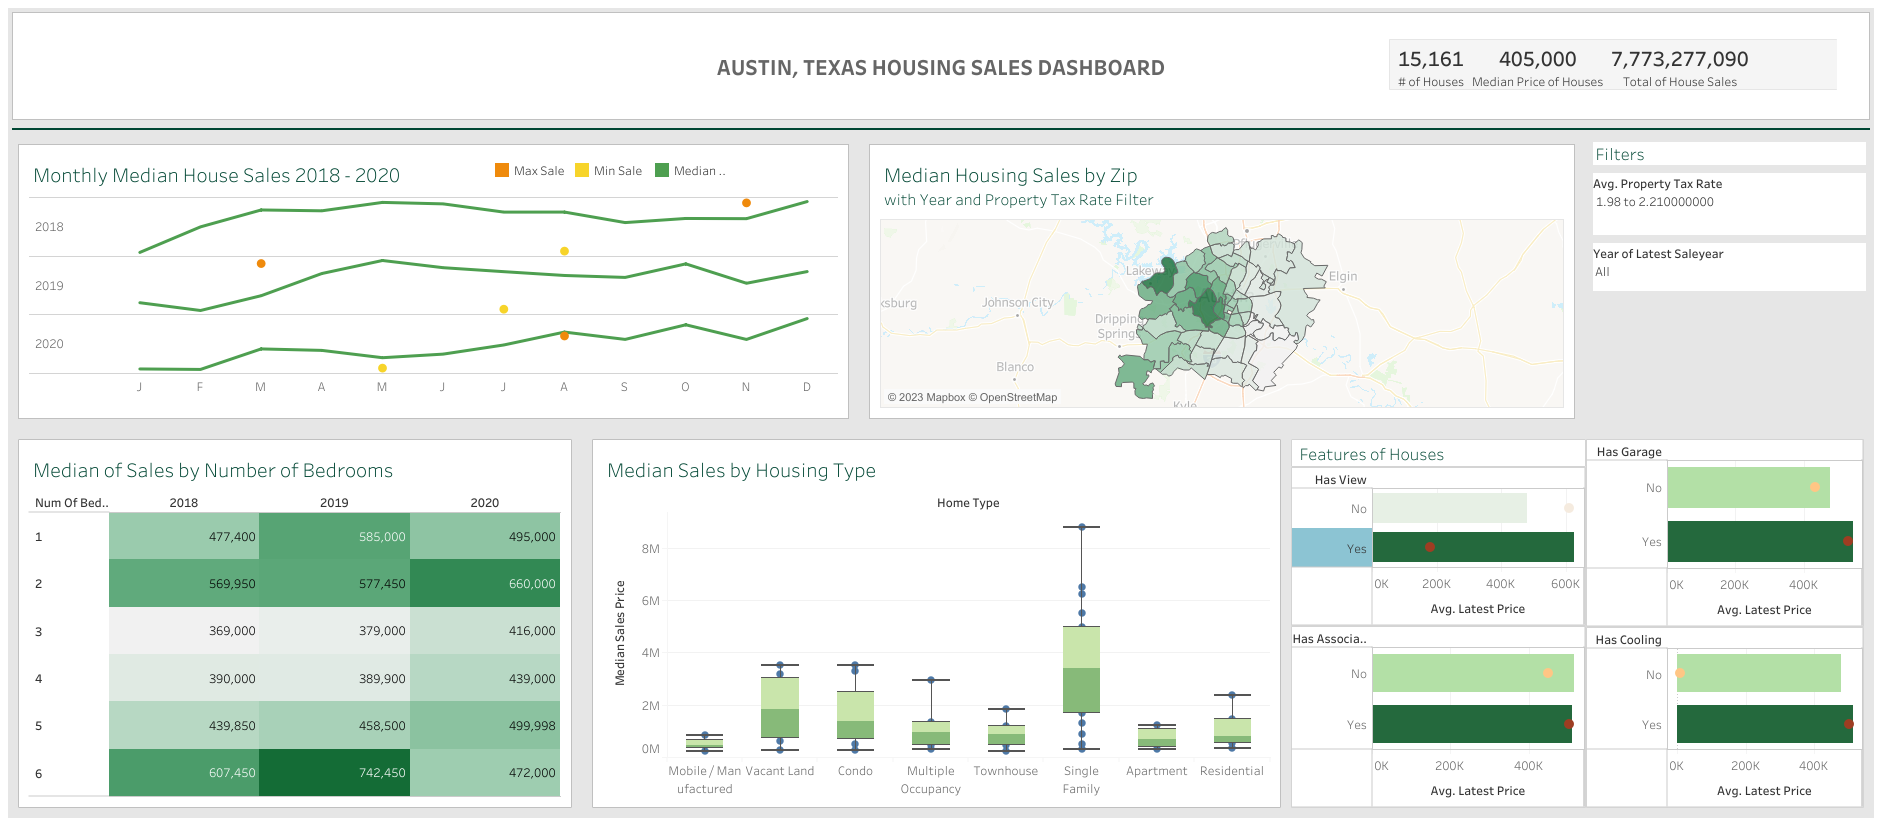 AUSTIN, TEXAS HOUSING SALES DASHBOARD
15,161 405,000 7,773,277,090
# of Houses Median Price of Houses Total of House Sales
Monthly Median House Sales 2018 - 2020
Max Sale Min Sale Median ..
2018
2019
2020
J F M A M J J A S O N D
Median Housing Sales by Zip
with Year and Property Tax Rate Filter
Lakew
Elgin
ksburg
Johnson City
Dripping
Springs
Blanco
Kyle
© 2023 Mapbox © OpenStreetMap
Filters
Avg. Property Tax Rate
1.98 to 2.210000000
Year of Latest Saleyear
All
Median of Sales by Number of Bedrooms
Num Of Bed.. 2018 2019 2020
1 477,400 585,000 495,000
2 569,950 577,450 660,000
3 369,000 379,000 416,000
4 390,000 389,900 439,000
5 439,850 458,500 499,998
6 607,450 742,450 472,000
Median Sales by Housing Type
Home Type
Median Sales Price
8M
6M
4M
2M
0M
Mobile / Man Vacant Land Condo Multiple Townhouse Single Apartment Residential
ufactured Occupancy Family
Features of Houses
Has View
No
Yes
0K 200K 400K 600K
Avg. Latest Price
Has Garage
No
Yes
0K 200K 400K
Avg. Latest Price
Has Associa..
No
Yes
0K 200K 400K
Avg. Latest Price
Has Cooling
No
Yes
0K 200K 400K
Avg. Latest Price